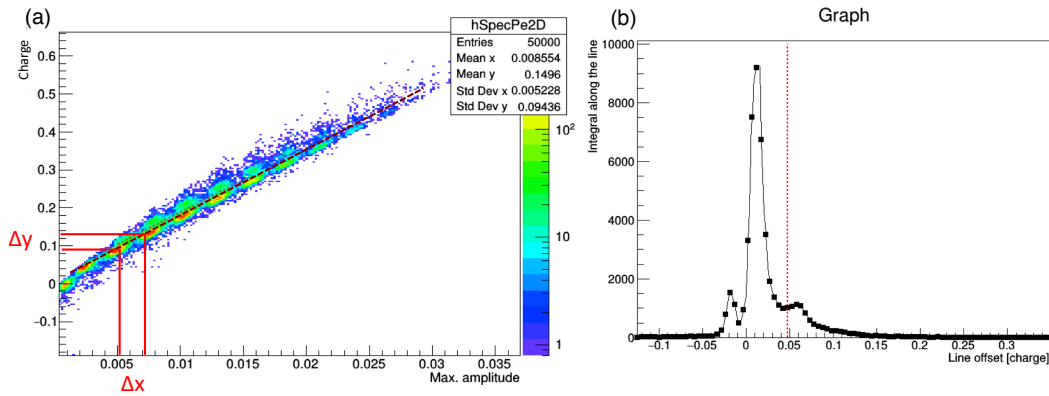 (a)
hSpecPe2D
Entries 50000
Mean x 0.008554
Mean y 0.1496
Std Dev x 0.005228
Std Dev y 0.09436
Charge
0.6
0.5
0.4
0.3
0.2
0.1
0
−0.1
Δy
Δx
0.005 0.01 0.015 0.02 0.025 0.03 0.035
Max. amplitude
10²
10
1
(b)
Graph
Integral along the line
10000
8000
6000
4000
2000
0
−0.1 −0.05 0 0.05 0.1 0.15 0.2 0.25 0.3
Line offset [charge]